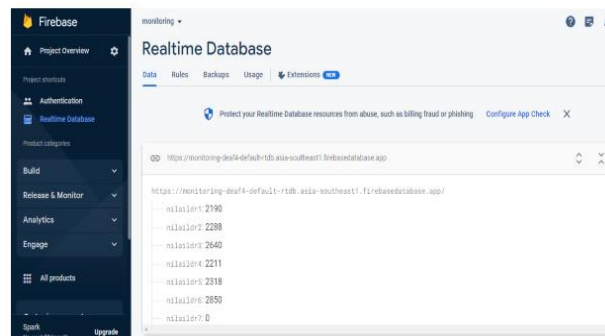 Firebase
monitoring
Project Overview
Realtime Database
Data Rules Backups Usage Extensions NEW
Project shortcuts
Authentication
Realtime Database
Protect your Realtime Database resources from abuse, such as billing fraud or phishing Configure App Check X
Product categories
https://monitoring-deaf4-default-rtdb.asia-southeast1.firebasedatabase.app
Build
Release & Monitor
https://monitoring-deaf4-default-rtdb.asia-southeast1.firebasedatabase.app/
Analytics
Engage
nilaildr1: 2190
nilaildr2: 2288
nilaildr3: 2640
nilaildr4: 2211
nilaildr5: 2318
nilaildr6: 2850
nilaildr7: 0
All products
Spark
Upgrade